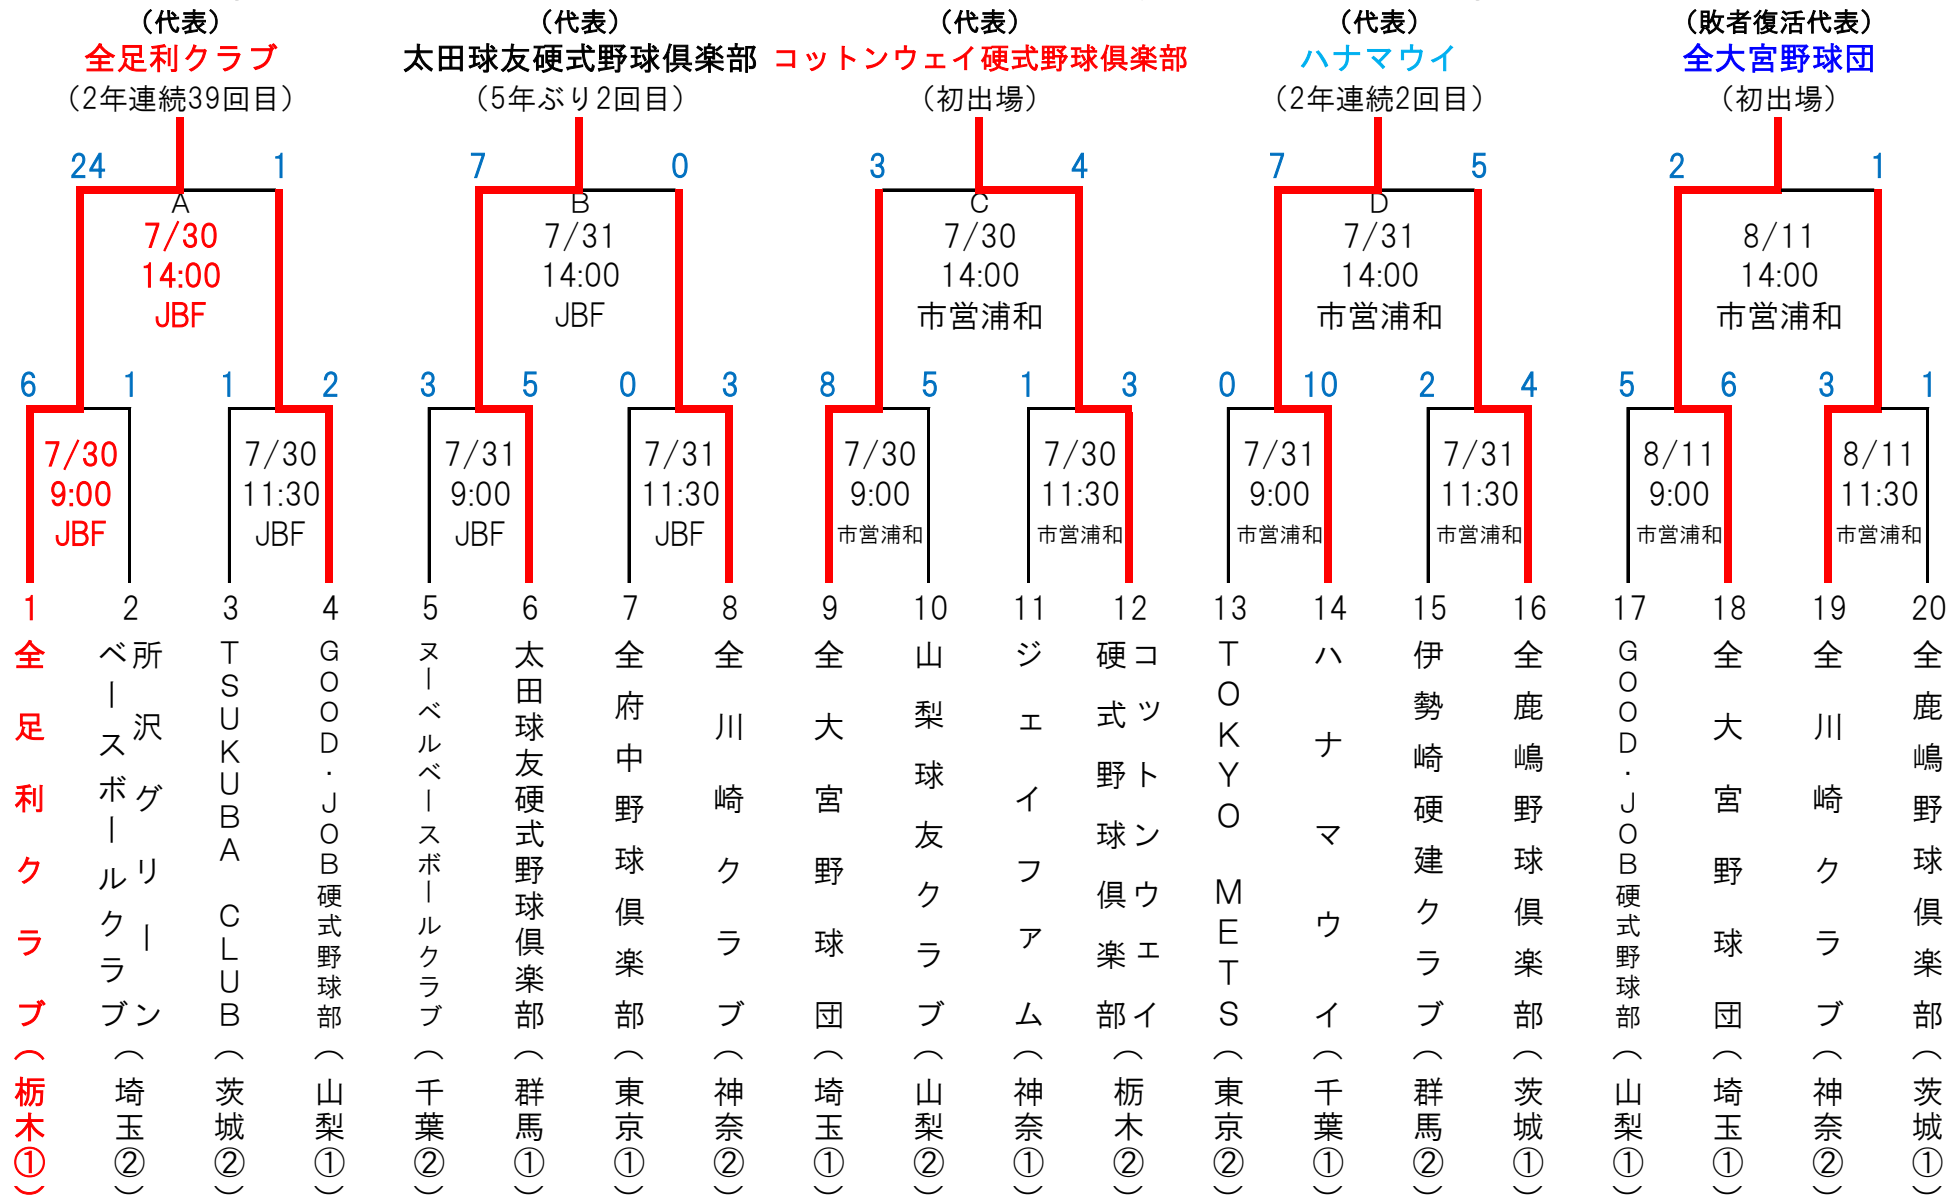 （代表） （代表） （代表） （代表） （敗者復活代表）
全足利クラブ 太田球友硬式野球倶楽部 コットンウェイ硬式野球倶楽部 ハナマウイ 全大宮野球団
（2年連続39回目） （5年ぶり2回目） （初出場） （2年連続2回目） （初出場）
24 1 7 0 3 4 7 5 2 1
A B C D
7/30 7/31 7/30 7/31 8/11
14:00 14:00 14:00 14:00 14:00
JBF JBF 市営浦和 市営浦和 市営浦和
6 1 1 2 3 5 0 3 8 5 1 3 0 10 2 4 5 6 3 1
7/30 7/30 7/31 7/31 7/30 7/30 7/31 7/31 8/11 8/11
9:00 11:30 9:00 11:30 9:00 11:30 9:00 11:30 9:00 11:30
JBF JBF JBF JBF 市営浦和 市営浦和 市営浦和 市営浦和 市営浦和 市営浦和
1 2 3 4 5 6 7 8 9 10 11 12 13 14 15 16 17 18 19 20
全足利クラブ（栃木①）
所沢グリーン
ベースボールクラブ（埼玉②）
TSUKUBA CLUB（茨城②）
GOOD・JOB硬式野球部（山梨①）
ヌーベルベースボールクラブ（千葉②）
太田球友硬式野球倶楽部（群馬①）
全府中野球倶楽部（東京①）
全川崎クラブ（神奈②）
全大宮野球団（埼玉①）
山梨球友クラブ（山梨②）
ジェイファム（神奈①）
コットンウェイ
硬式野球倶楽部（栃木②）
TOKYO METS（東京②）
ハナマウイ（千葉①）
伊勢崎硬建クラブ（群馬②）
全鹿嶋野球倶楽部（茨城①）
GOOD・JOB硬式野球部（山梨①）
全大宮野球団（埼玉①）
全川崎クラブ（神奈②）
全鹿嶋野球倶楽部（茨城①）